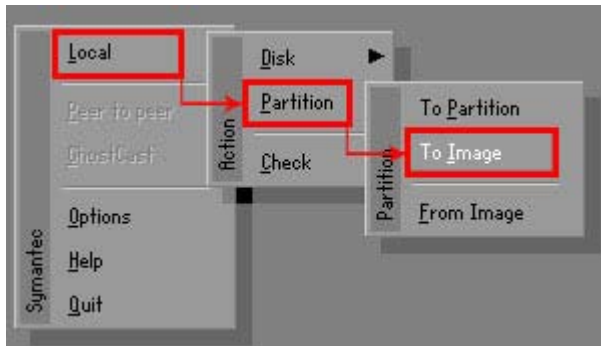 Local
Peer to peer
GhostCast
Options
Help
Quit
Symantec
Disk
Partition
Check
Action
To Partition
To Image
From Image
Partition